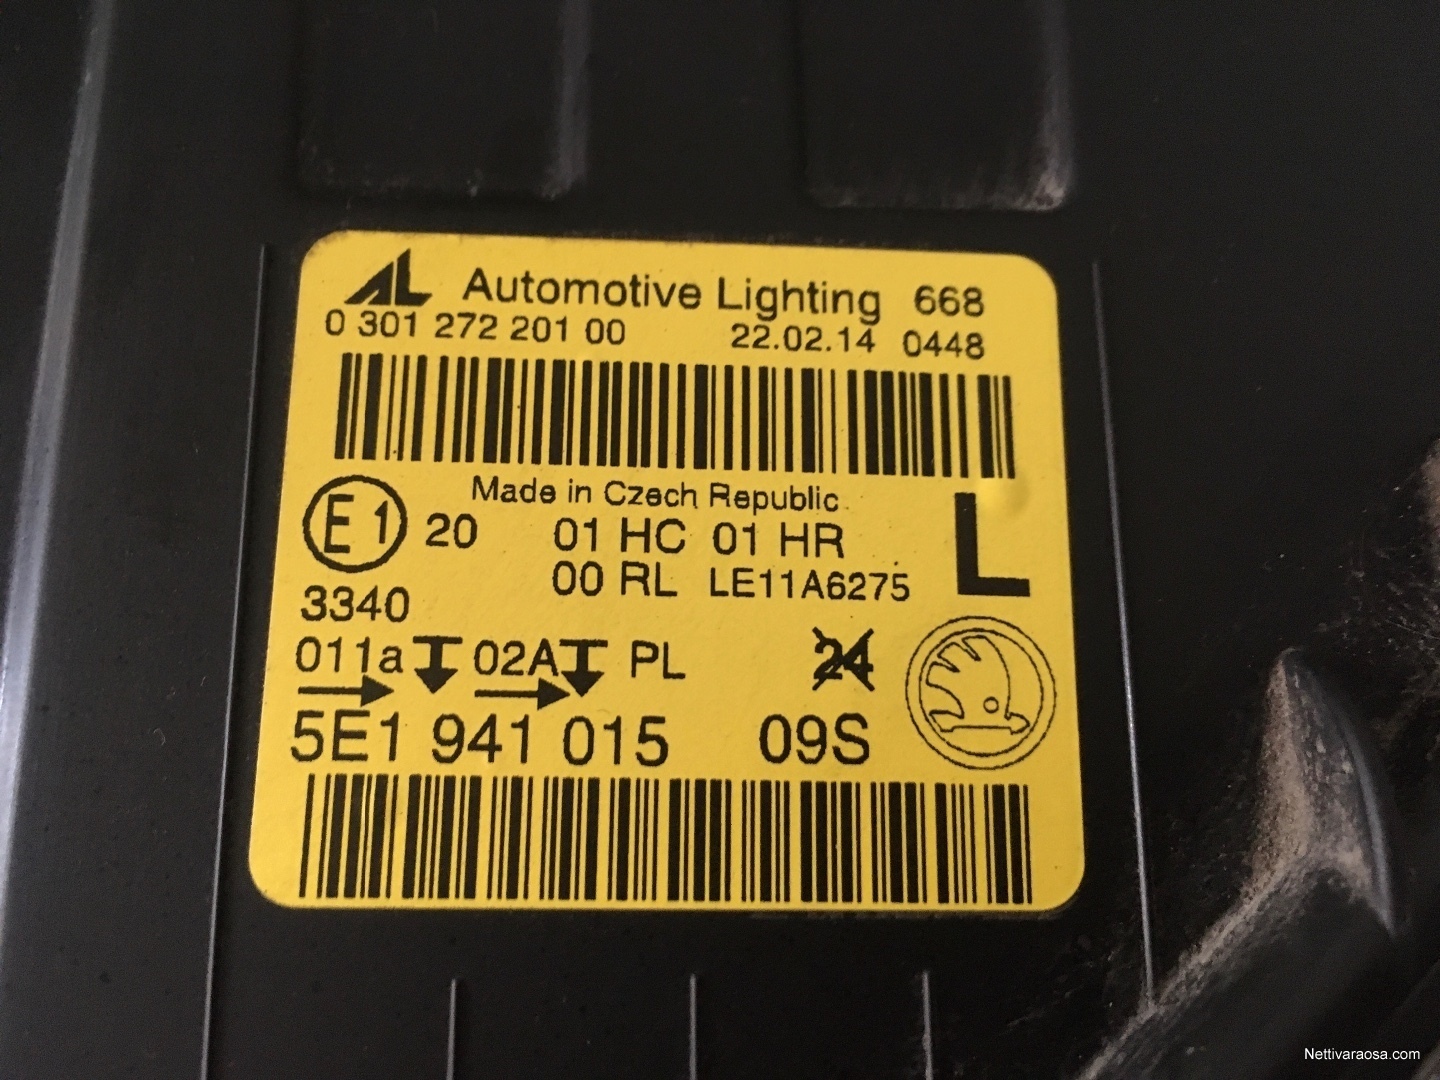 AL Automotive Lighting 668
0 301 272 201 00 22.02.14 0448
Made in Czech Republic
E1 20 01 HC 01 HR L
00 RL LE11A6275
3340
011a 02A PL 24
5E1 941 015 09S
Nettivaraosa.com